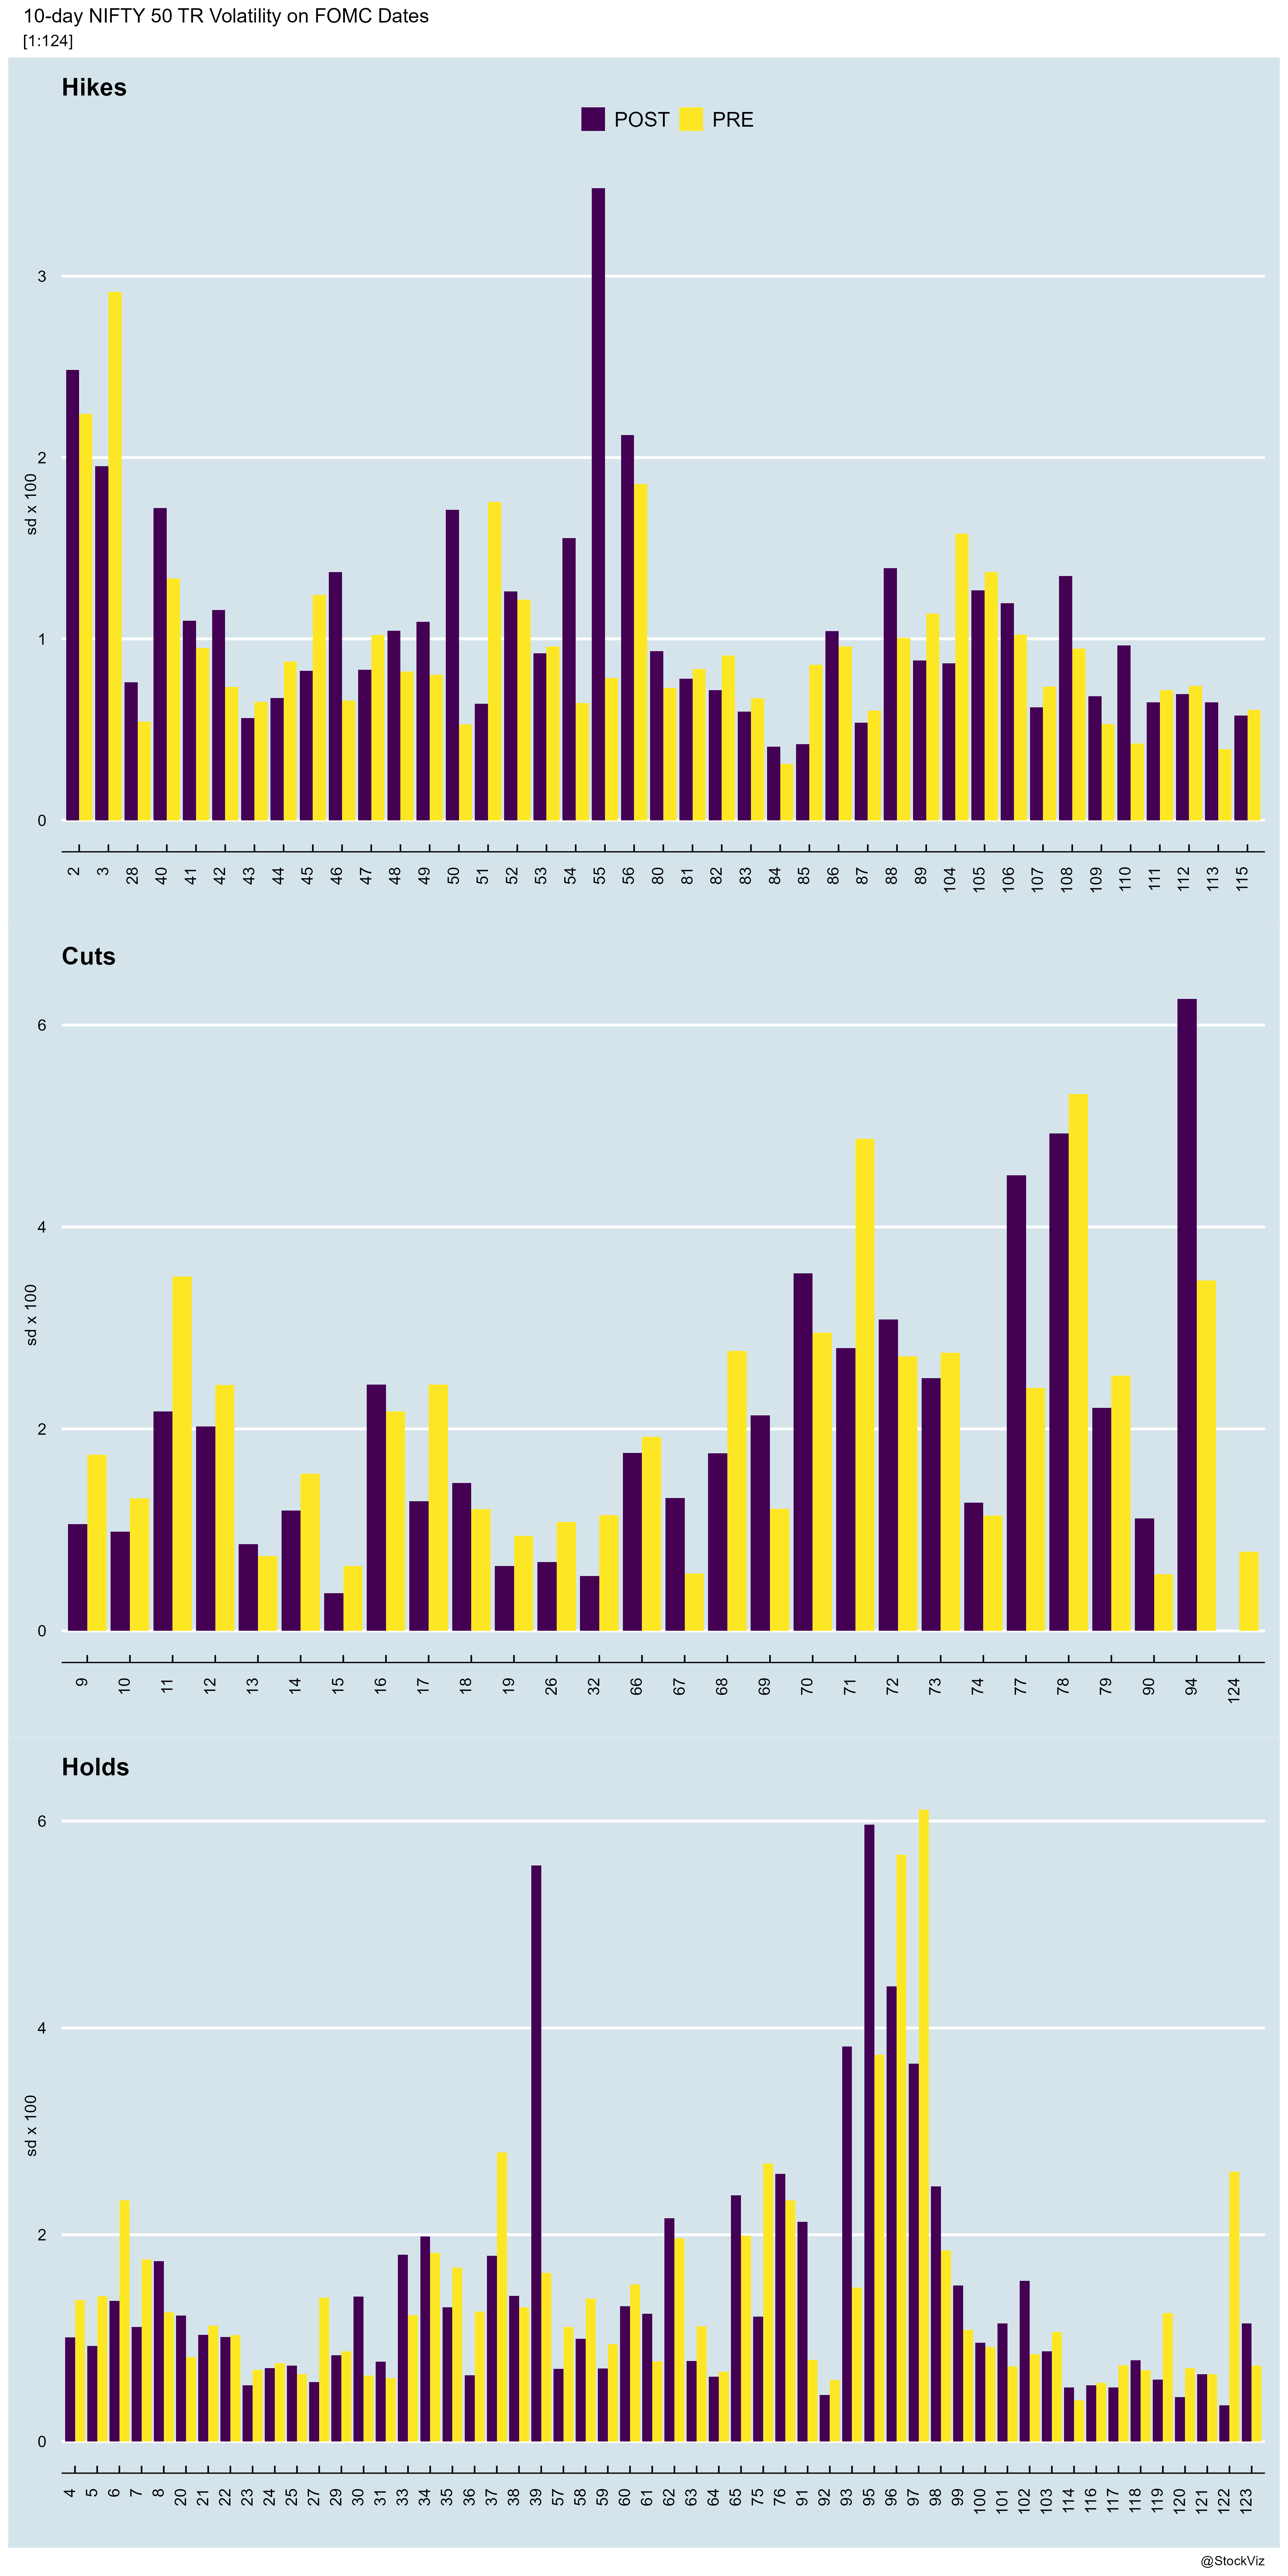 10-day NIFTY 50 TR Volatility on FOMC Dates
[1:124]
Hikes
POST PRE
3
2
1
0
sd x 100
2 3 28 40 41 42 43 44 45 46 47 48 49 50 51 52 53 54 55 56 80 81 82 83 84 85 86 87 88 89 104 105 106 107 108 109 110 111 112 113 115
Cuts
6
4
2
0
sd x 100
9 10 11 12 13 14 15 16 17 18 19 26 32 66 67 68 69 70 71 72 73 74 77 78 79 90 94 124
Holds
6
4
2
0
sd x 100
4 5 6 7 8 20 21 22 23 24 25 27 29 30 31 33 34 35 36 37 38 39 57 58 59 60 61 62 63 64 65 75 76 91 92 93 95 96 97 98 99 100 101 102 103 114 116 117 118 119 120 121 122 123
@StockViz